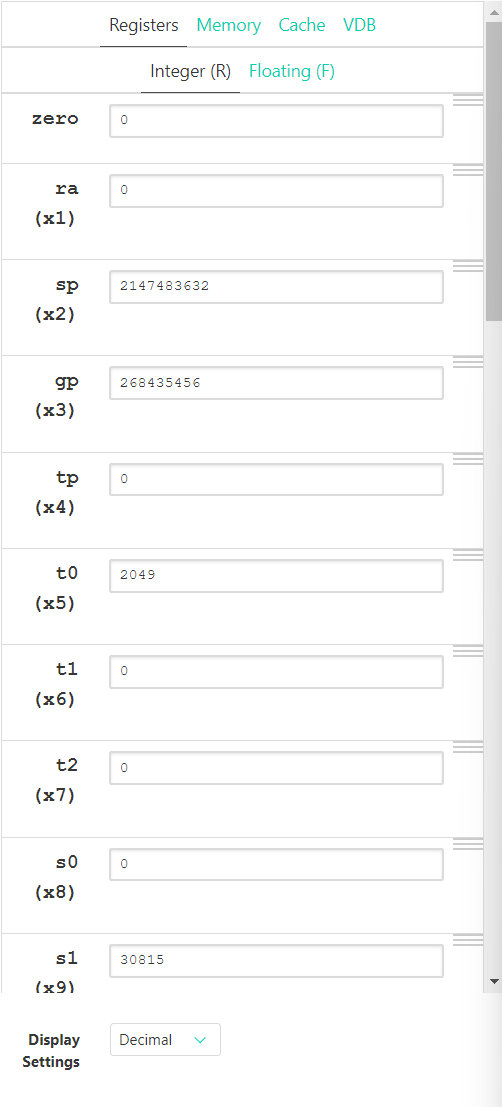 Registers Memory Cache VDB
Integer (R) Floating (F)
zero 0
ra 0
(x1)
sp 2147483632
(x2)
gp 268435456
(x3)
tp 0
(x4)
t0 2049
(x5)
t1 0
(x6)
t2 0
(x7)
s0 0
(x8)
s1 30815
(x9)
Display Decimal
Settings